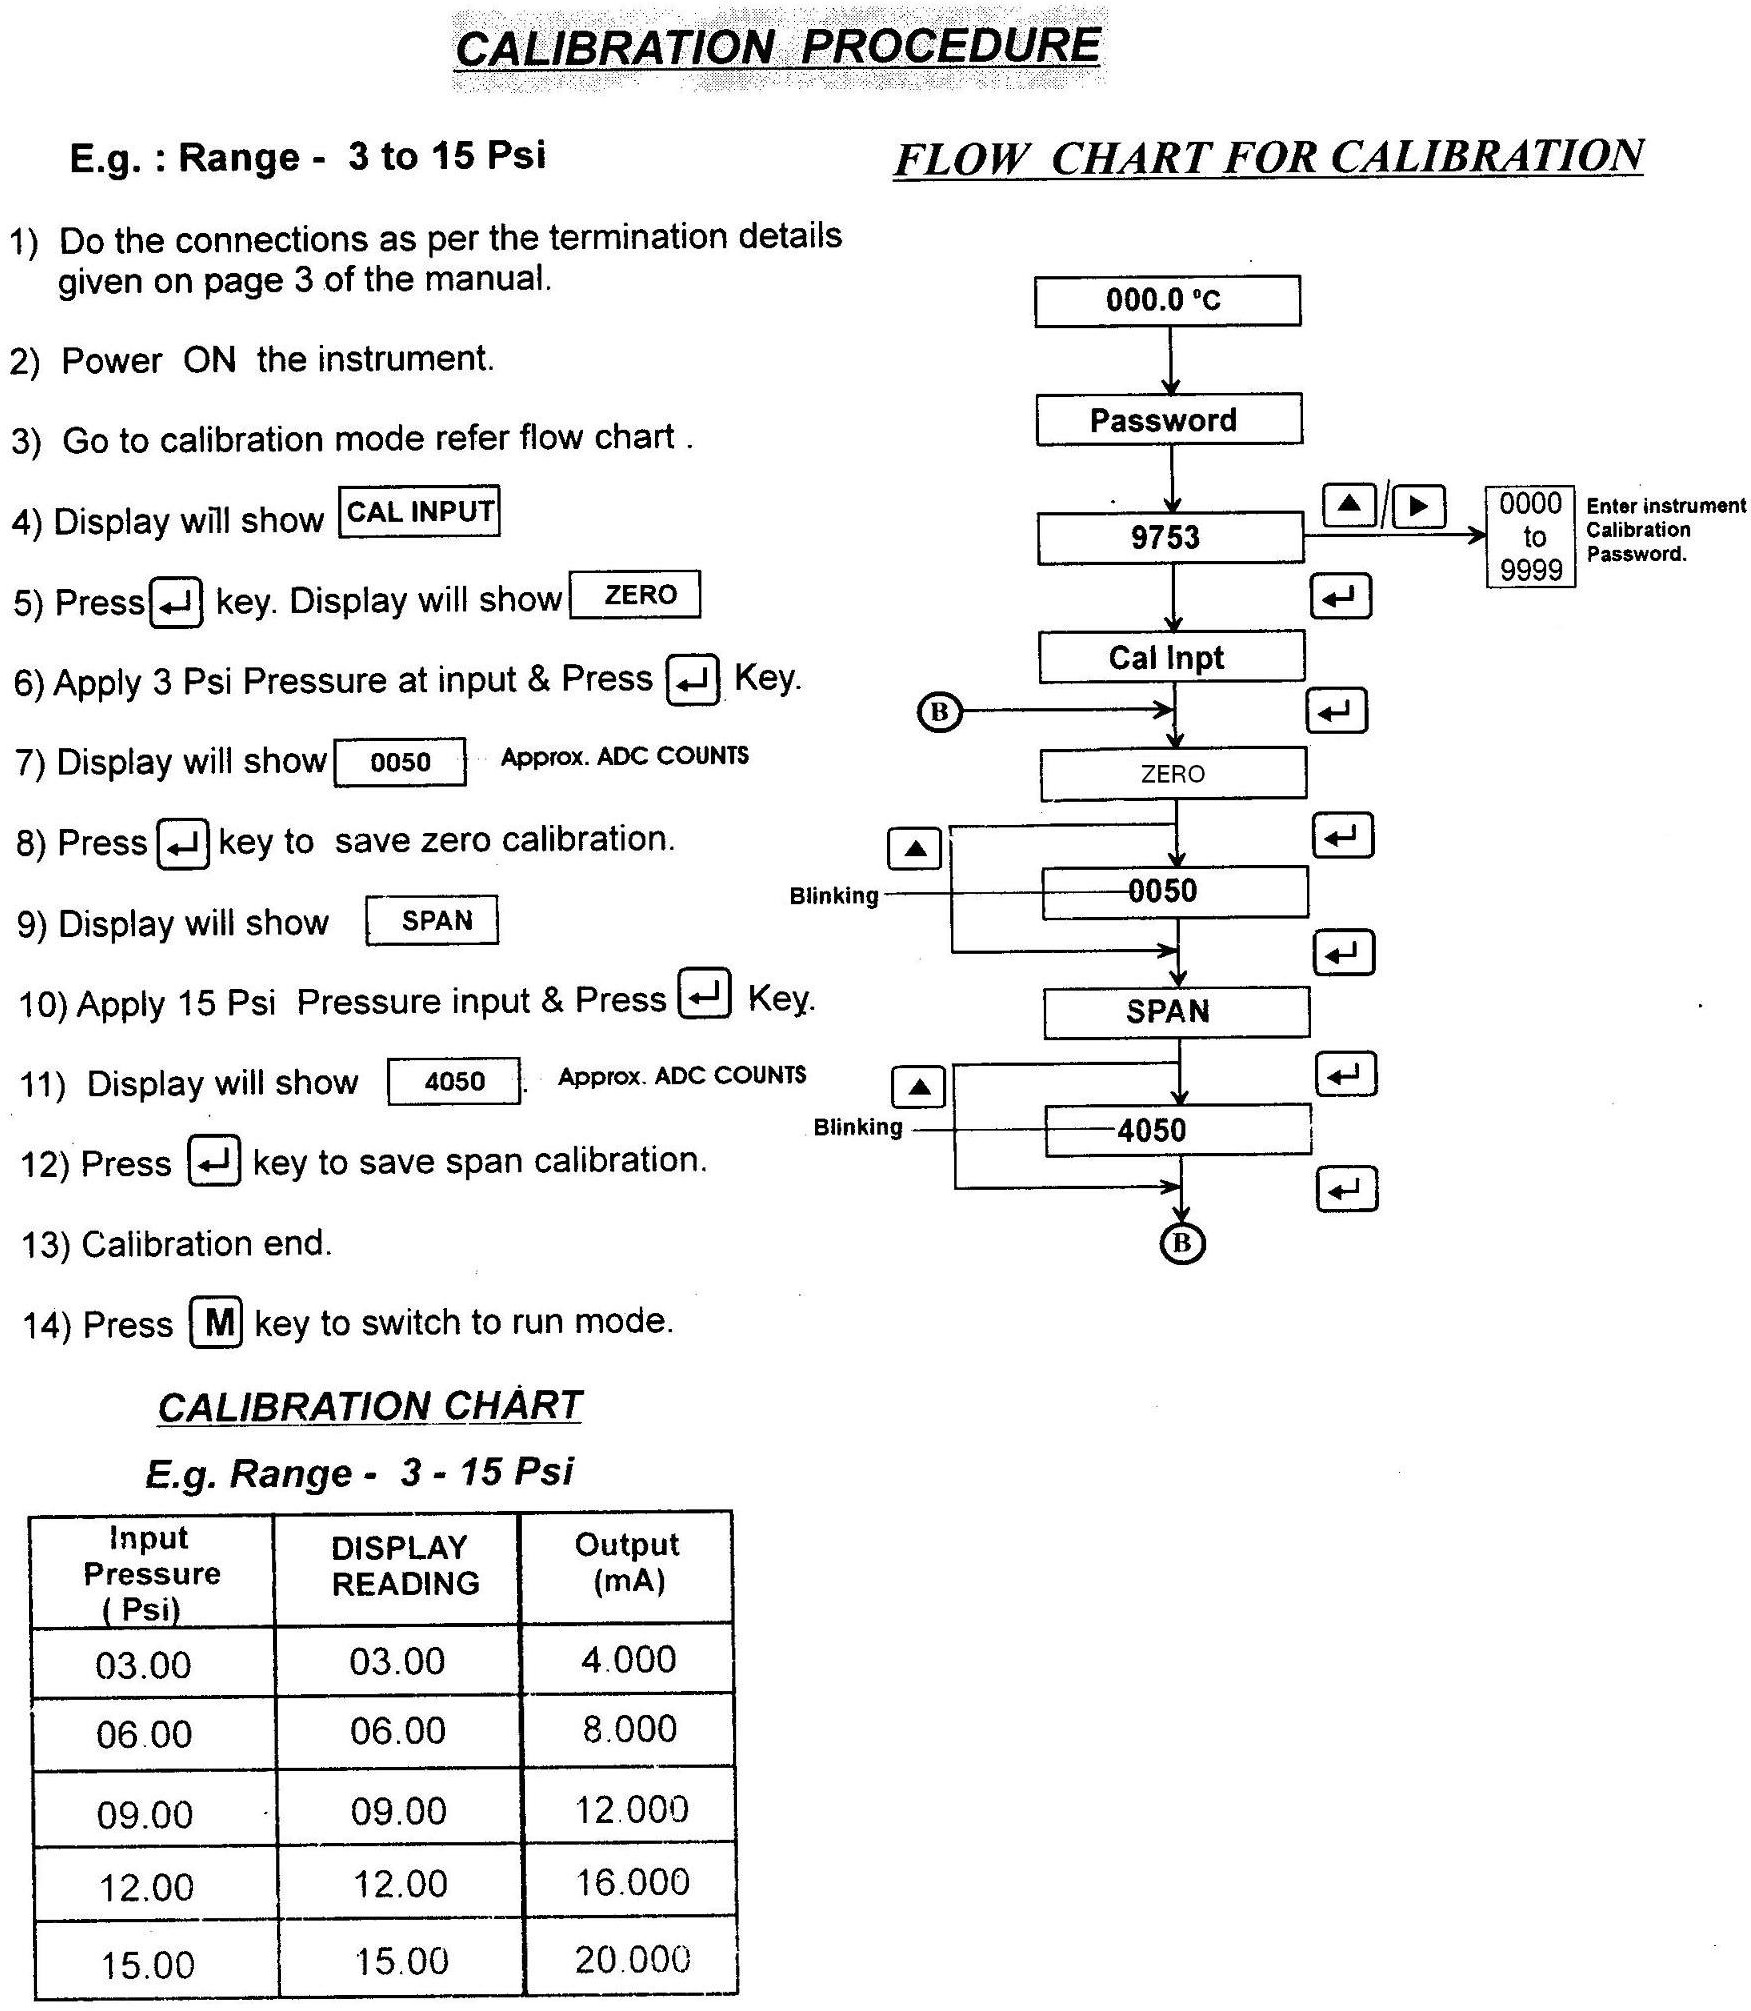 CALIBRATION PROCEDURE
E.g. : Range - 3 to 15 Psi
1) Do the connections as per the termination details
given on page 3 of the manual.
2) Power ON the instrument.
3) Go to calibration mode refer flow chart .
4) Display will show CAL INPUT
5) Press key. Display will show ZERO
6) Apply 3 Psi Pressure at input & Press Key.
7) Display will show 0050 Approx. ADC COUNTS
8) Press key to save zero calibration.
9) Display will show SPAN
10) Apply 15 Psi Pressure input & Press Key.
11) Display will show 4050 . Approx. ADC COUNTS
12) Press key to save span calibration.
13) Calibration end.
14) Press M key to switch to run mode.
FLOW CHART FOR CALIBRATION
000.0 ºC
Password
9753
0000
to
9999
Enter instrument
Calibration
Password.
Cal Inpt
B
ZERO
Blinking
0050
SPAN
Blinking
4050
B
CALIBRATION CHART
E.g. Range - 3 - 15 Psi
Input
Pressure
( Psi)
DISPLAY
READING
Output
(mA)
03.00 03.00 4.000
06.00 06.00 8.000
09.00 09.00 12.000
12.00 12.00 16.000
15.00 15.00 20.000